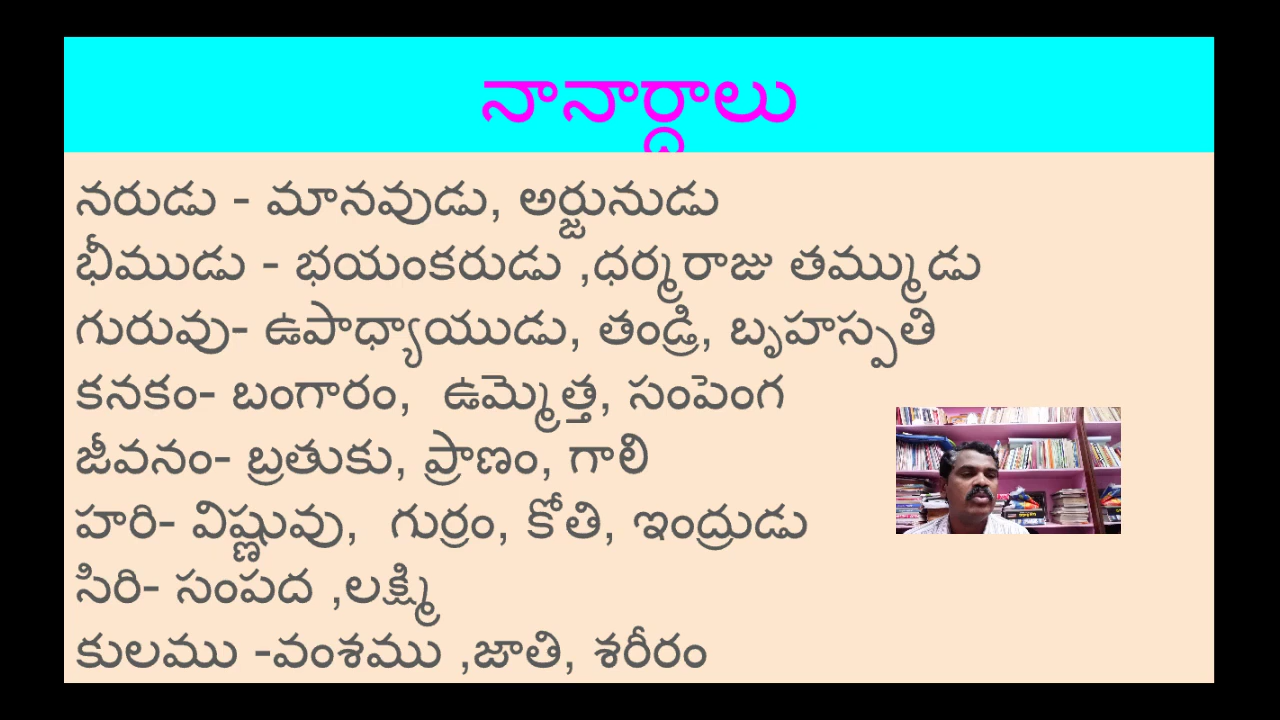 నానార్ధాలు
నరుడు - మానవుడు, అర్జునుడు
భీముడు - భయంకరుడు ,ధర్మరాజు తమ్ముడు
గురువు- ఉపాధ్యాయుడు, తండ్రి, బృహస్పతి
కనకం- బంగారం, ఉమ్మెత్త, సంపెంగ
జీవనం- బ్రతుకు, ప్రాణం, గాలి
హరి- విష్ణువు, గుర్రం, కోతి, ఇంద్రుడు
సిరి- సంపద ,లక్ష్మి
కులము -వంశము ,జాతి, శరీరం